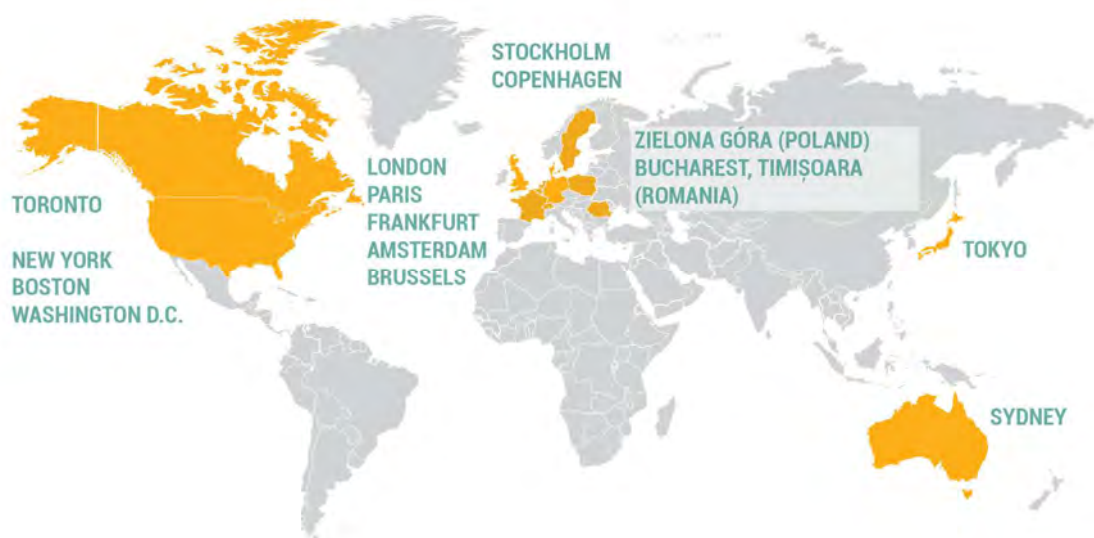 STOCKHOLM
COPENHAGEN
ZIELONA GÓRA (POLAND)
BUCHAREST, TIMIȘOARA
(ROMANIA)
TORONTO
NEW YORK
BOSTON
WASHINGTON D.C.
LONDON
PARIS
FRANKFURT
AMSTERDAM
BRUSSELS
TOKYO
SYDNEY